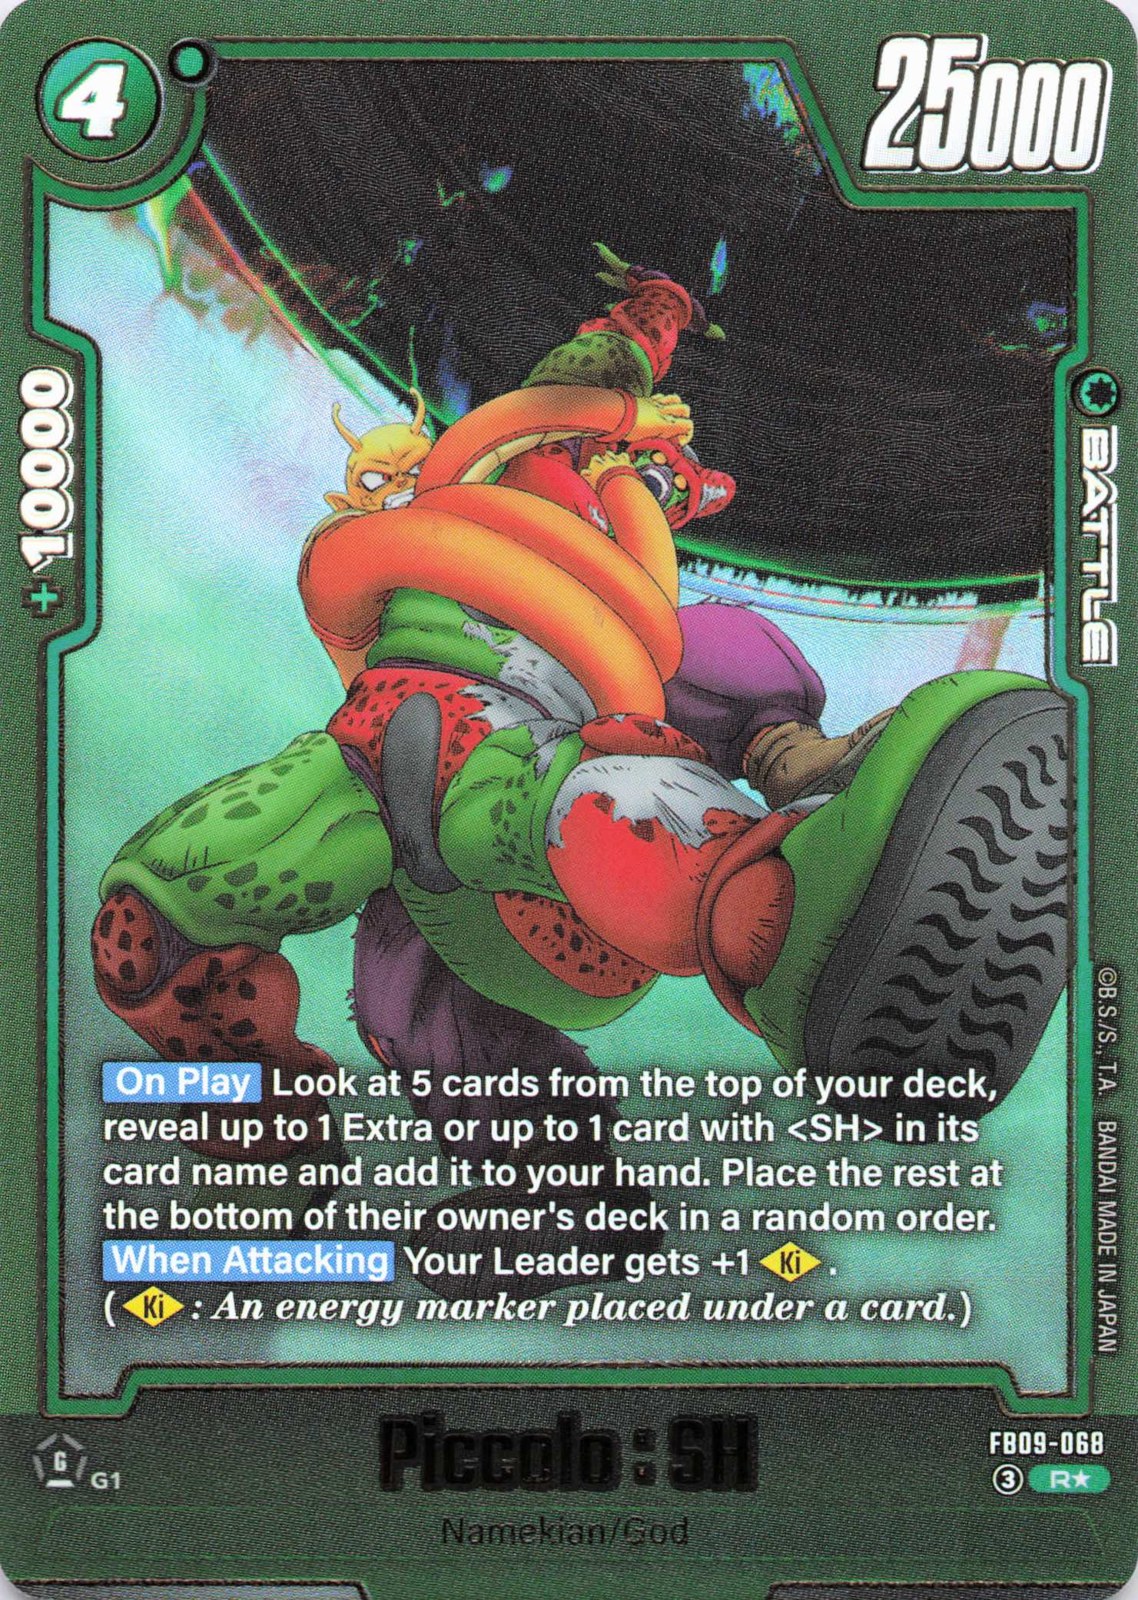 4
25000
+10000
BATTLE
On Play Look at 5 cards from the top of your deck,
reveal up to 1 Extra or up to 1 card with <SH> in its
card name and add it to your hand. Place the rest at
the bottom of their owner's deck in a random order.
When Attacking Your Leader gets +1 Ki .
( Ki : An energy marker placed under a card.)
©B.S./S.,T.A. BANDAI MADE IN JAPAN
Piccolo : SH
FB09-068
G G1
3 R★
Namekian/God